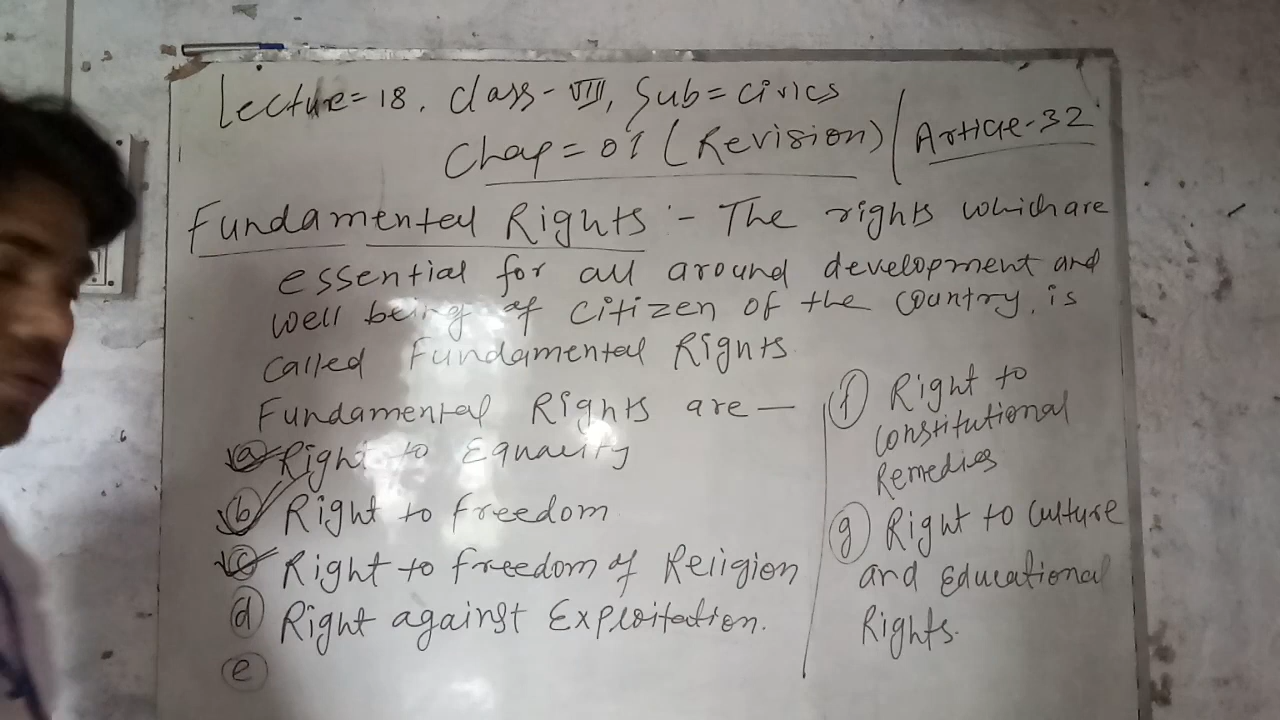 Lecture=18, Class-VIII, Sub=Civics
Chap=01 (Revision)
Article-32
Fundamental Rights :- The rights which are
essential for all around development and
well being of citizen of the country, is
called Fundamental Rights.
Fundamental Rights are —
(a) Right to Equality
(b) Right to freedom
(c) Right to freedom of Religion
(d) Right against Exploitation.
(e)
(f) Right to
constitutional
Remedies
(g) Right to culture
and Educational
Rights.